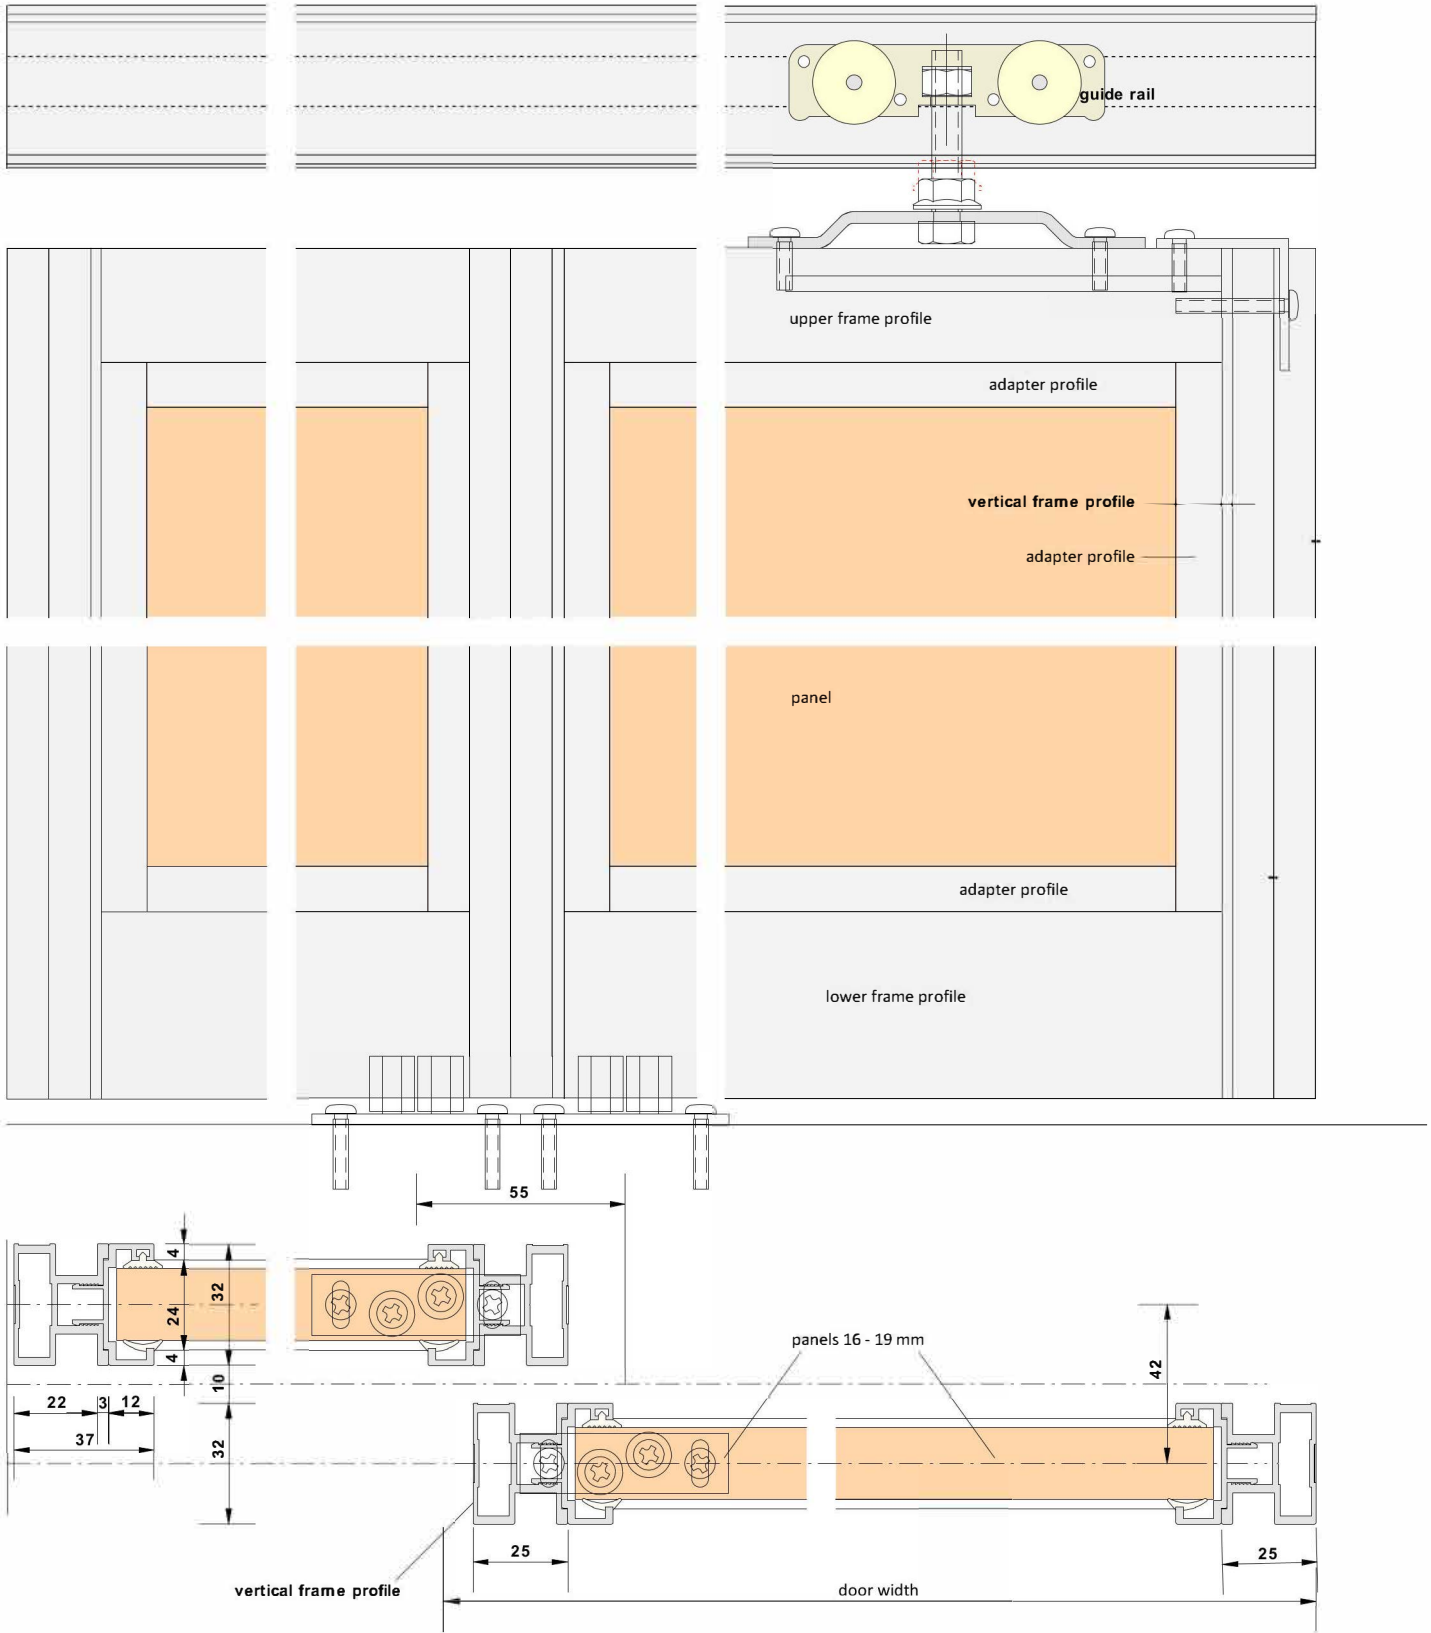 guide rail
upper frame profile
adapter profile
vertical frame profile
adapter profile
panel
adapter profile
lower frame profile
55
4
32
24
4
panels 16 - 19 mm
42
10
22
3
12
37
32
25
25
vertical frame profile
door width